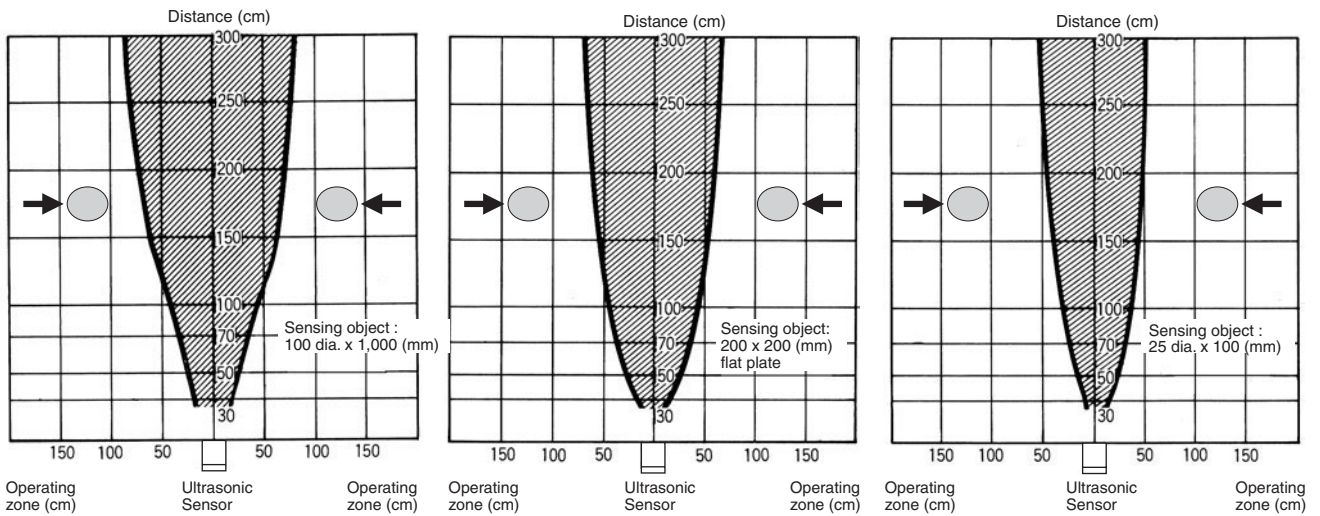 Distance (cm)
300
250
200
150
100
70
50
30
Sensing object :
100 dia. x 1,000 (mm)
150 100 50 50 100 150
Operating
zone (cm)
Ultrasonic
Sensor
Operating
zone (cm)
Distance (cm)
300
250
200
150
100
70
50
30
Sensing object:
200 x 200 (mm)
flat plate
150 100 50 50 100 150
Operating
zone (cm)
Ultrasonic
Sensor
Operating
zone (cm)
Distance (cm)
300
250
200
150
100
70
50
30
Sensing object :
25 dia. x 100 (mm)
150 100 50 50 100 150
Operating
zone (cm)
Ultrasonic
Sensor
Operating
zone (cm)